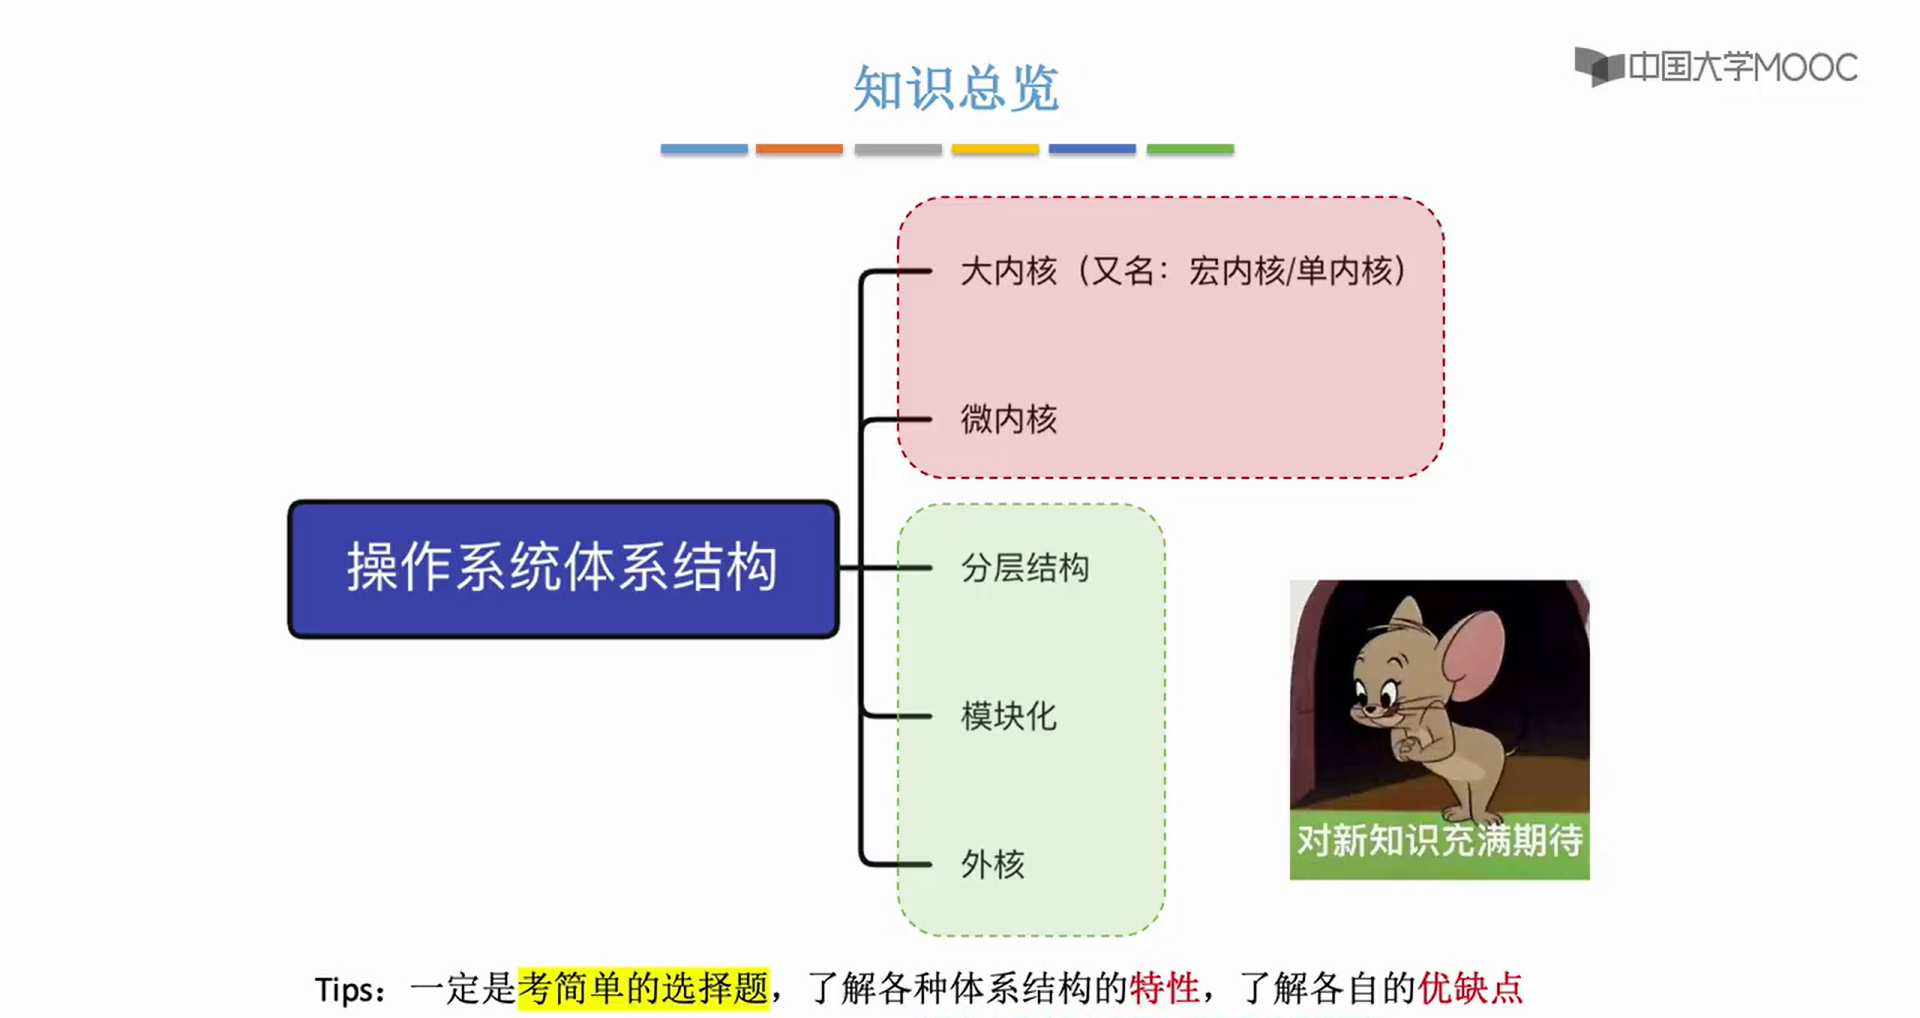 中国大学MOOC
知识总览
大内核（又名：宏内核/单内核）
微内核
操作系统体系结构
分层结构
模块化
外核
对新知识充满期待
Tips：一定是考简单的选择题，了解各种体系结构的特性，了解各自的优缺点